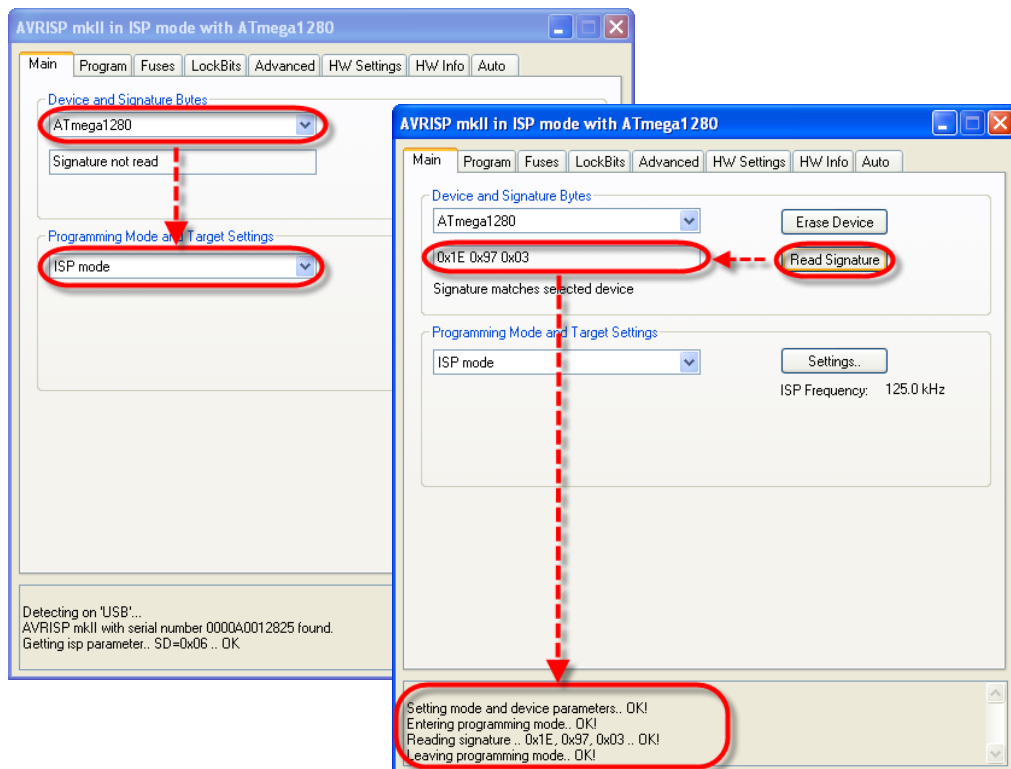 AVRISP mkII in ISP mode with ATmega1280
Main Program Fuses LockBits Advanced HW Settings HW Info Auto
Device and Signature Bytes
ATmega1280
Signature not read
Programming Mode and Target Settings
ISP mode
Detecting on 'USB'...
AVRISP mkII with serial number 0000A0012825 found.
Getting isp parameter.. SD=0x06 .. OK
AVRISP mkII in ISP mode with ATmega1280
Main Program Fuses LockBits Advanced HW Settings HW Info Auto
Device and Signature Bytes
ATmega1280 Erase Device
0x1E 0x97 0x03 Read Signature
Signature matches selected device
Programming Mode and Target Settings
ISP mode Settings..
ISP Frequency: 125.0 kHz
Setting mode and device parameters.. OK!
Entering programming mode.. OK!
Reading signature .. 0x1E, 0x97, 0x03 .. OK!
Leaving programming mode.. OK!